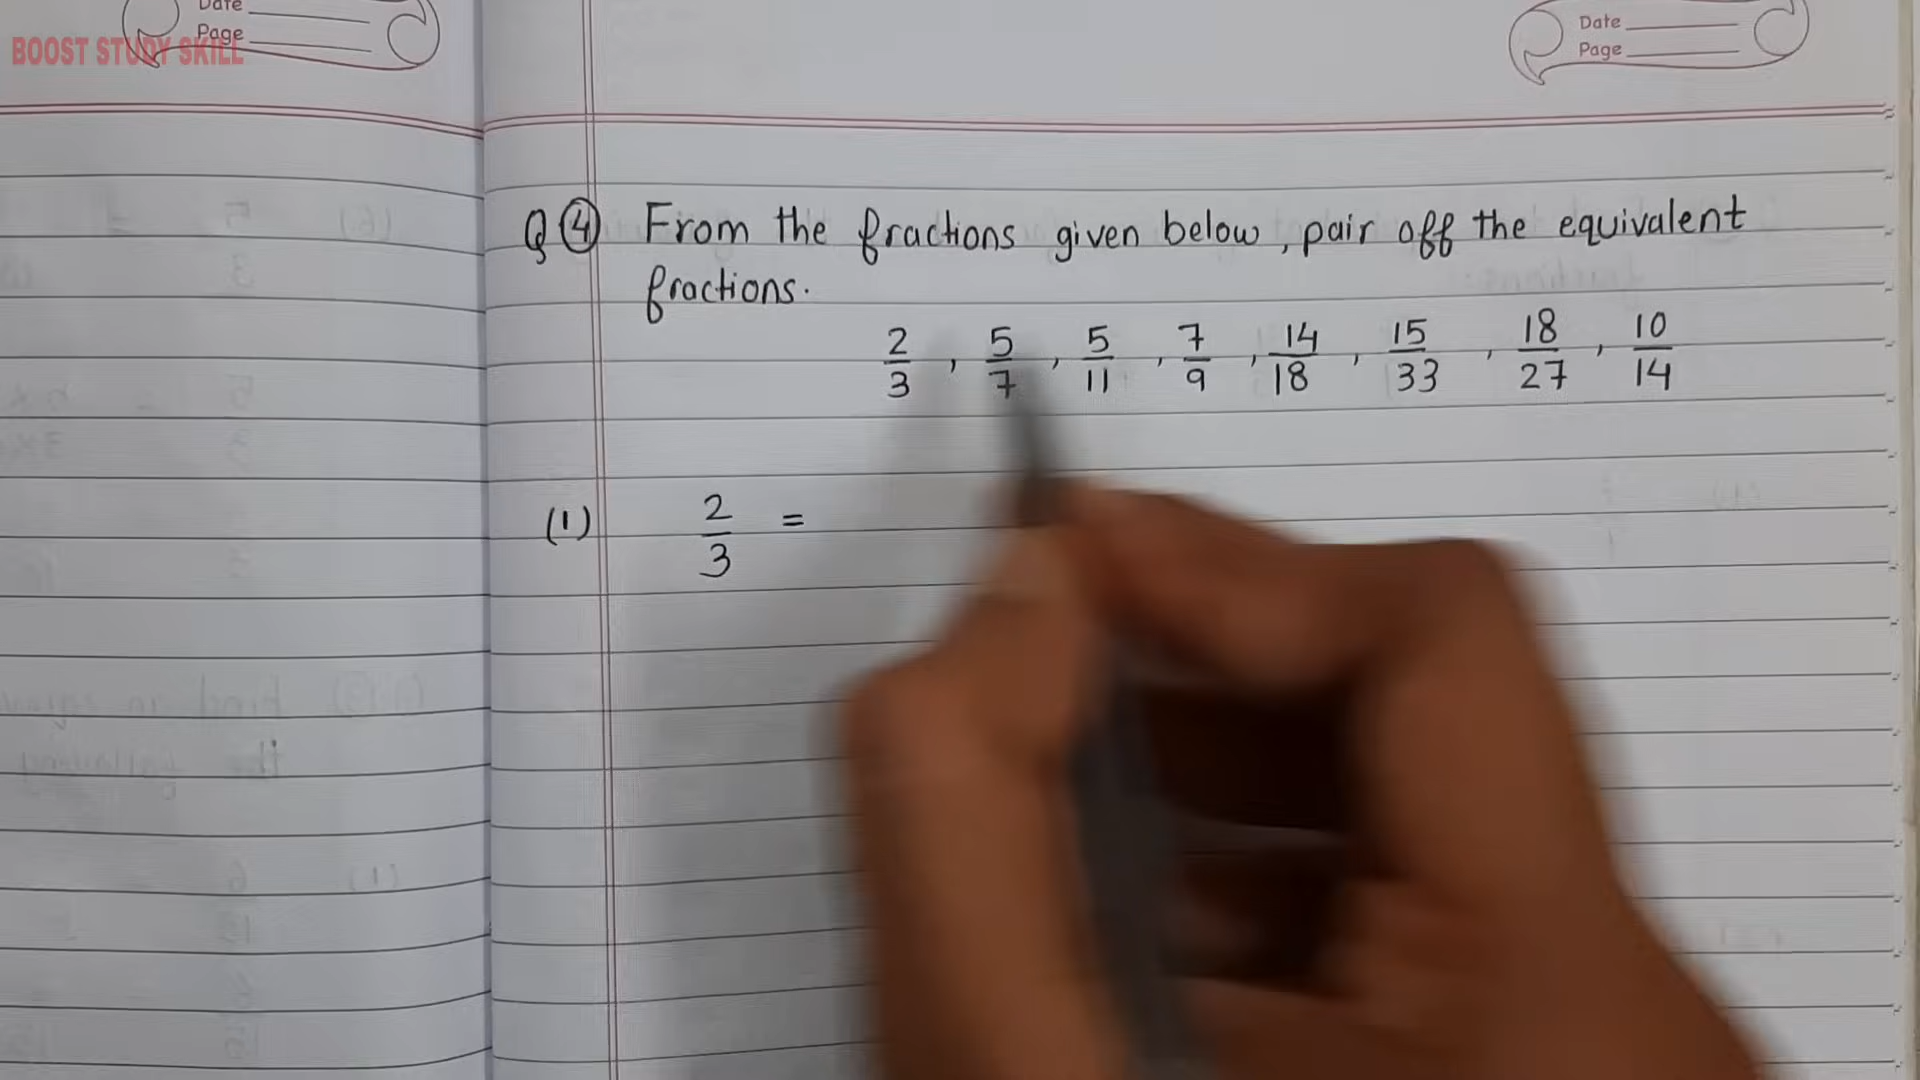 Date
Page
BOOST STUDY SKILL
Date
Page
Q ④ From the fractions given below, pair off the equivalent
fractions.
2/3 , 5/7 , 5/11 , 7/9 , 14/18 , 15/33 , 18/27 , 10/14
(1) 2/3 =